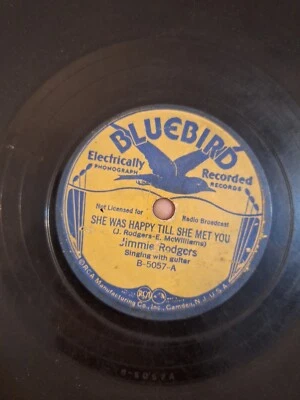 BLUEBIRD
Electrically Recorded
PHONOGRAPH RECORDS
Not Licensed for Radio Broadcast
SHE WAS HAPPY TILL SHE MET YOU
(J. Rodgers-E. McWilliams)
Jimmie Rodgers
Singing with guitar
B-5057-A
RCA
©RCA Manufacturing Co., Inc., Camden, N.J. U.S.A.